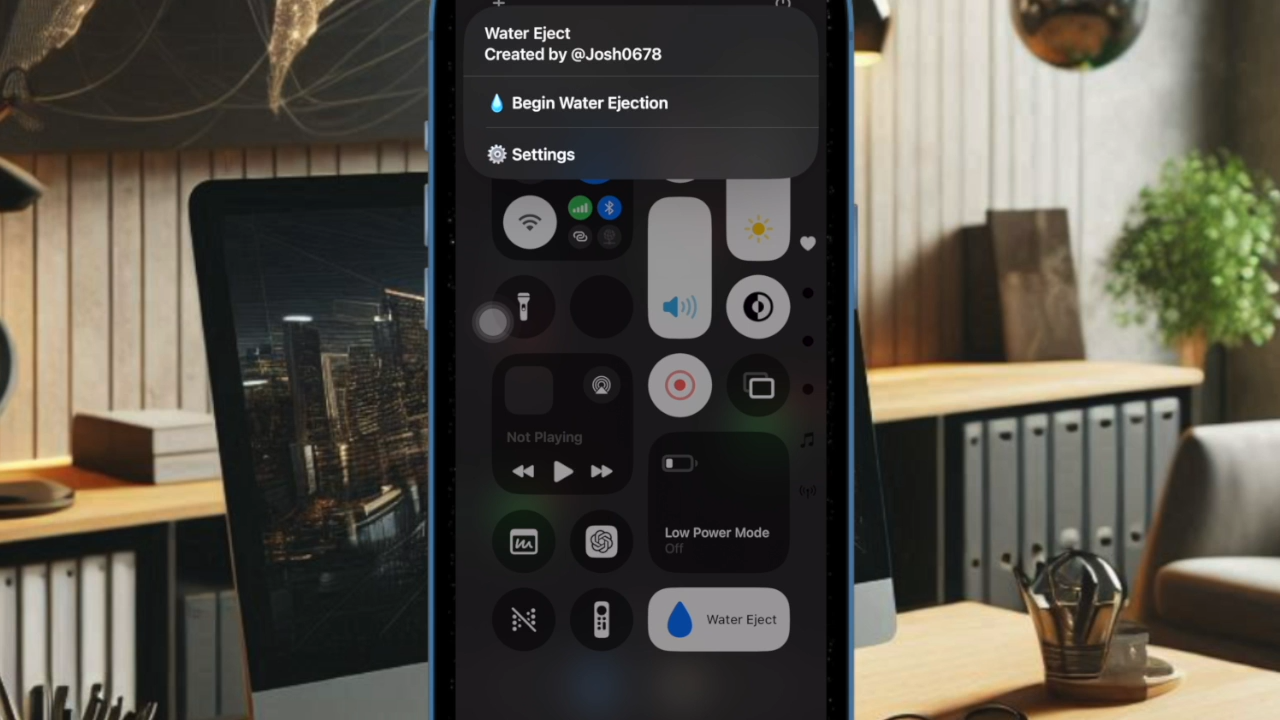 Water Eject
Created by @Josh0678
💧 Begin Water Ejection
⚙️ Settings
Not Playing
Low Power Mode
Off
Water Eject